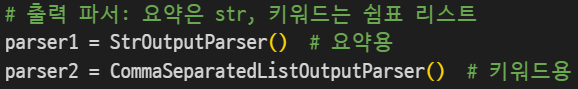 # 출력 파서: 요약은 str, 키워드는 쉼표 리스트
parser1 = StrOutputParser()  # 요약용
parser2 = CommaSeparatedListOutputParser()  # 키워드용